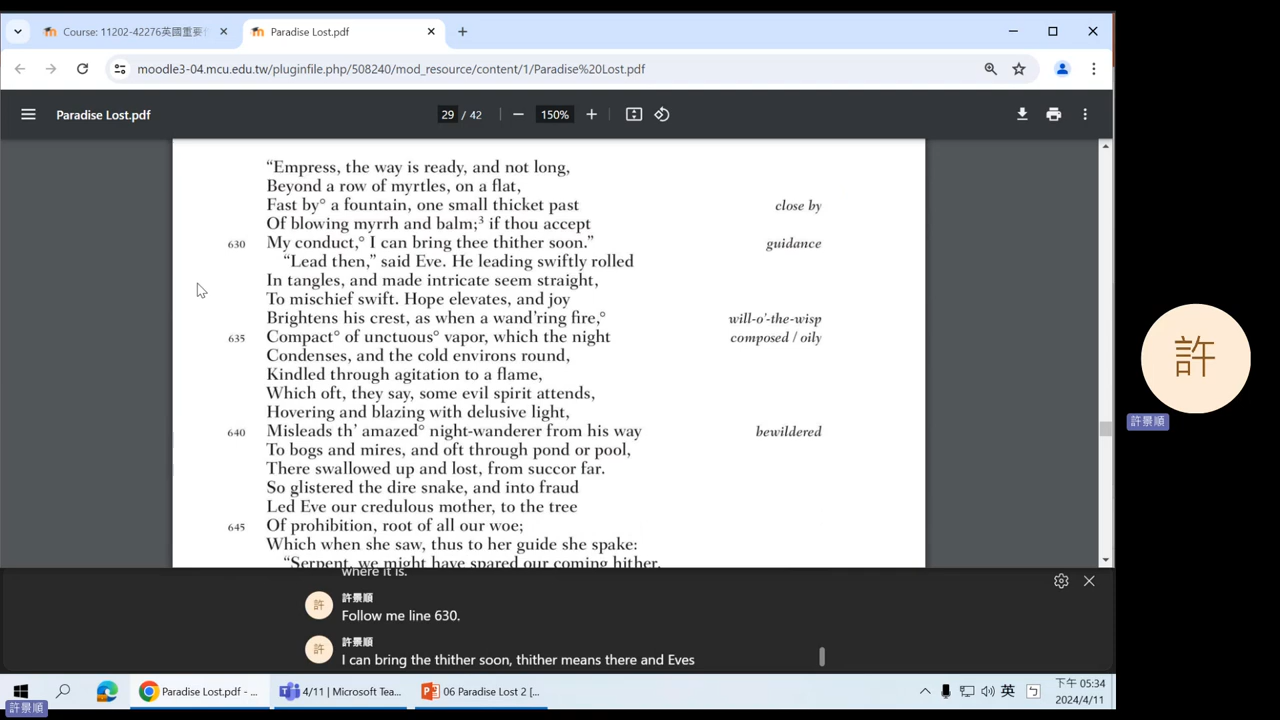 Course: 11202-42276英國重要
Paradise Lost.pdf
moodle3-04.mcu.edu.tw/pluginfile.php/508240/mod_resource/content/1/Paradise%20Lost.pdf
Paradise Lost.pdf
29 / 42
150%
“Empress, the way is ready, and not long,
Beyond a row of myrtles, on a flat,
Fast by° a fountain, one small thicket past close by
Of blowing myrrh and balm;³ if thou accept
630 My conduct,° I can bring thee thither soon.” guidance
“Lead then,” said Eve. He leading swiftly rolled
In tangles, and made intricate seem straight,
To mischief swift. Hope elevates, and joy
Brightens his crest, as when a wand’ring fire,° will-o’-the-wisp
635 Compact° of unctuous° vapor, which the night composed / oily
Condenses, and the cold environs round,
Kindled through agitation to a flame,
Which oft, they say, some evil spirit attends,
Hovering and blazing with delusive light,
640 Misleads th’ amazed° night-wanderer from his way bewildered
To bogs and mires, and oft through pond or pool,
There swallowed up and lost, from succor far.
So glistered the dire snake, and into fraud
Led Eve our credulous mother, to the tree
645 Of prohibition, root of all our woe;
Which when she saw, thus to her guide she spake:
“Serpent, we might have spared our coming hither,
where it is.
許 許景順
Follow me line 630.
許 許景順
I can bring the thither soon, thither means there and Eves
許
許景順
Paradise Lost.pdf - ...
4/11 | Microsoft Tea...
06 Paradise Lost 2 [...
英
ㄅ
下午 05:34
2024/4/11
許景順